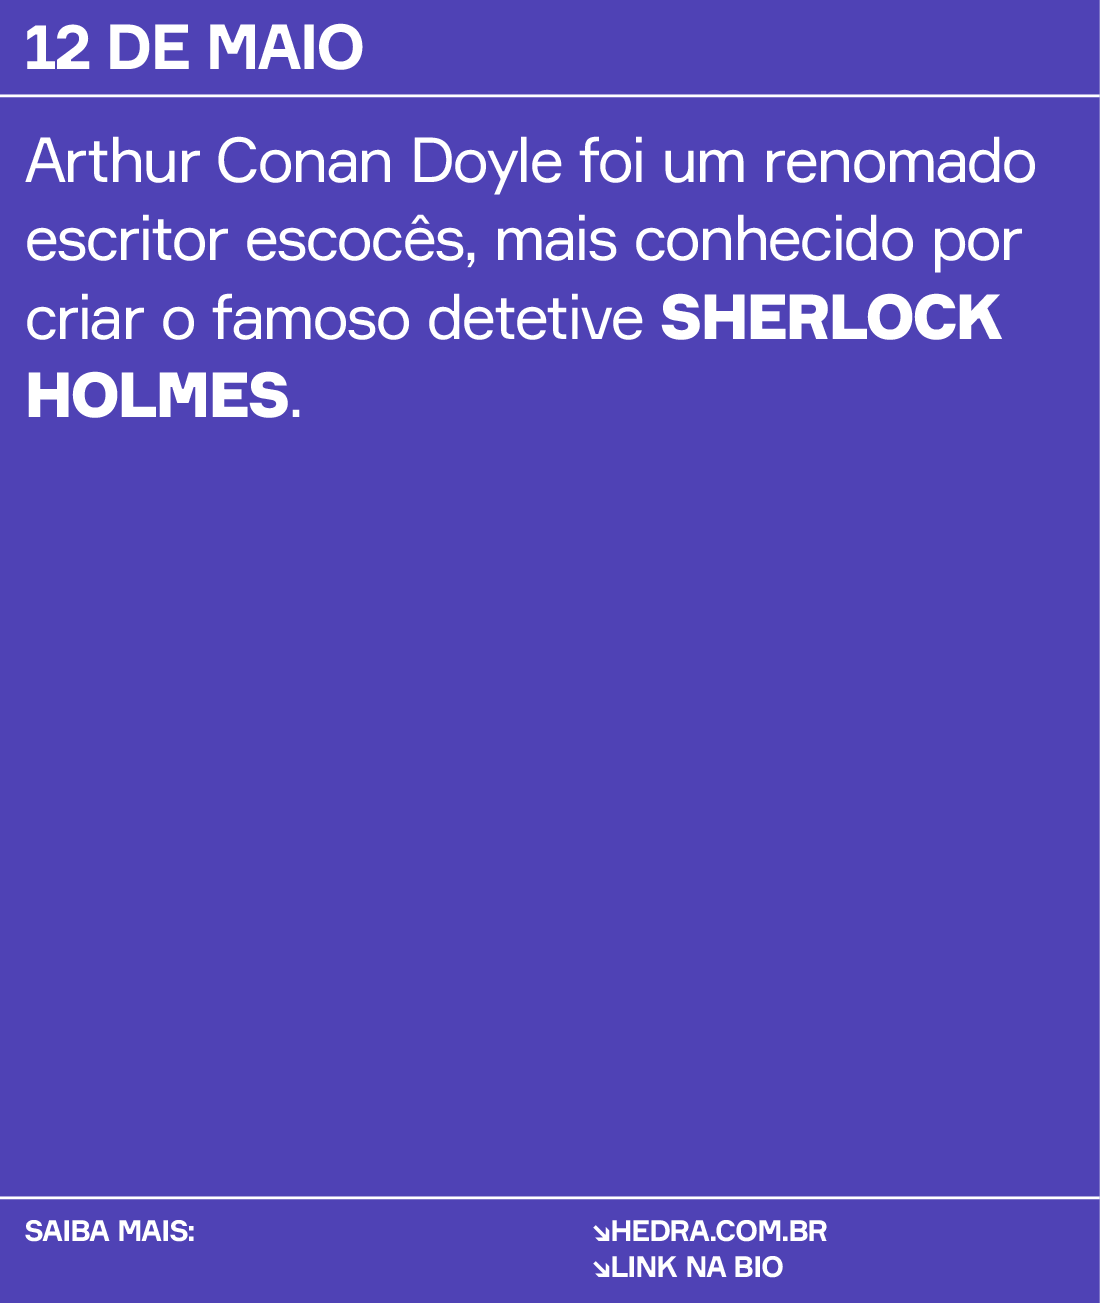 12 DE MAIO
Arthur Conan Doyle foi um renomado
escritor escocês, mais conhecido por
criar o famoso detetive SHERLOCK
HOLMES.
SAIBA MAIS:
↘HEDRA.COM.BR
↘LINK NA BIO